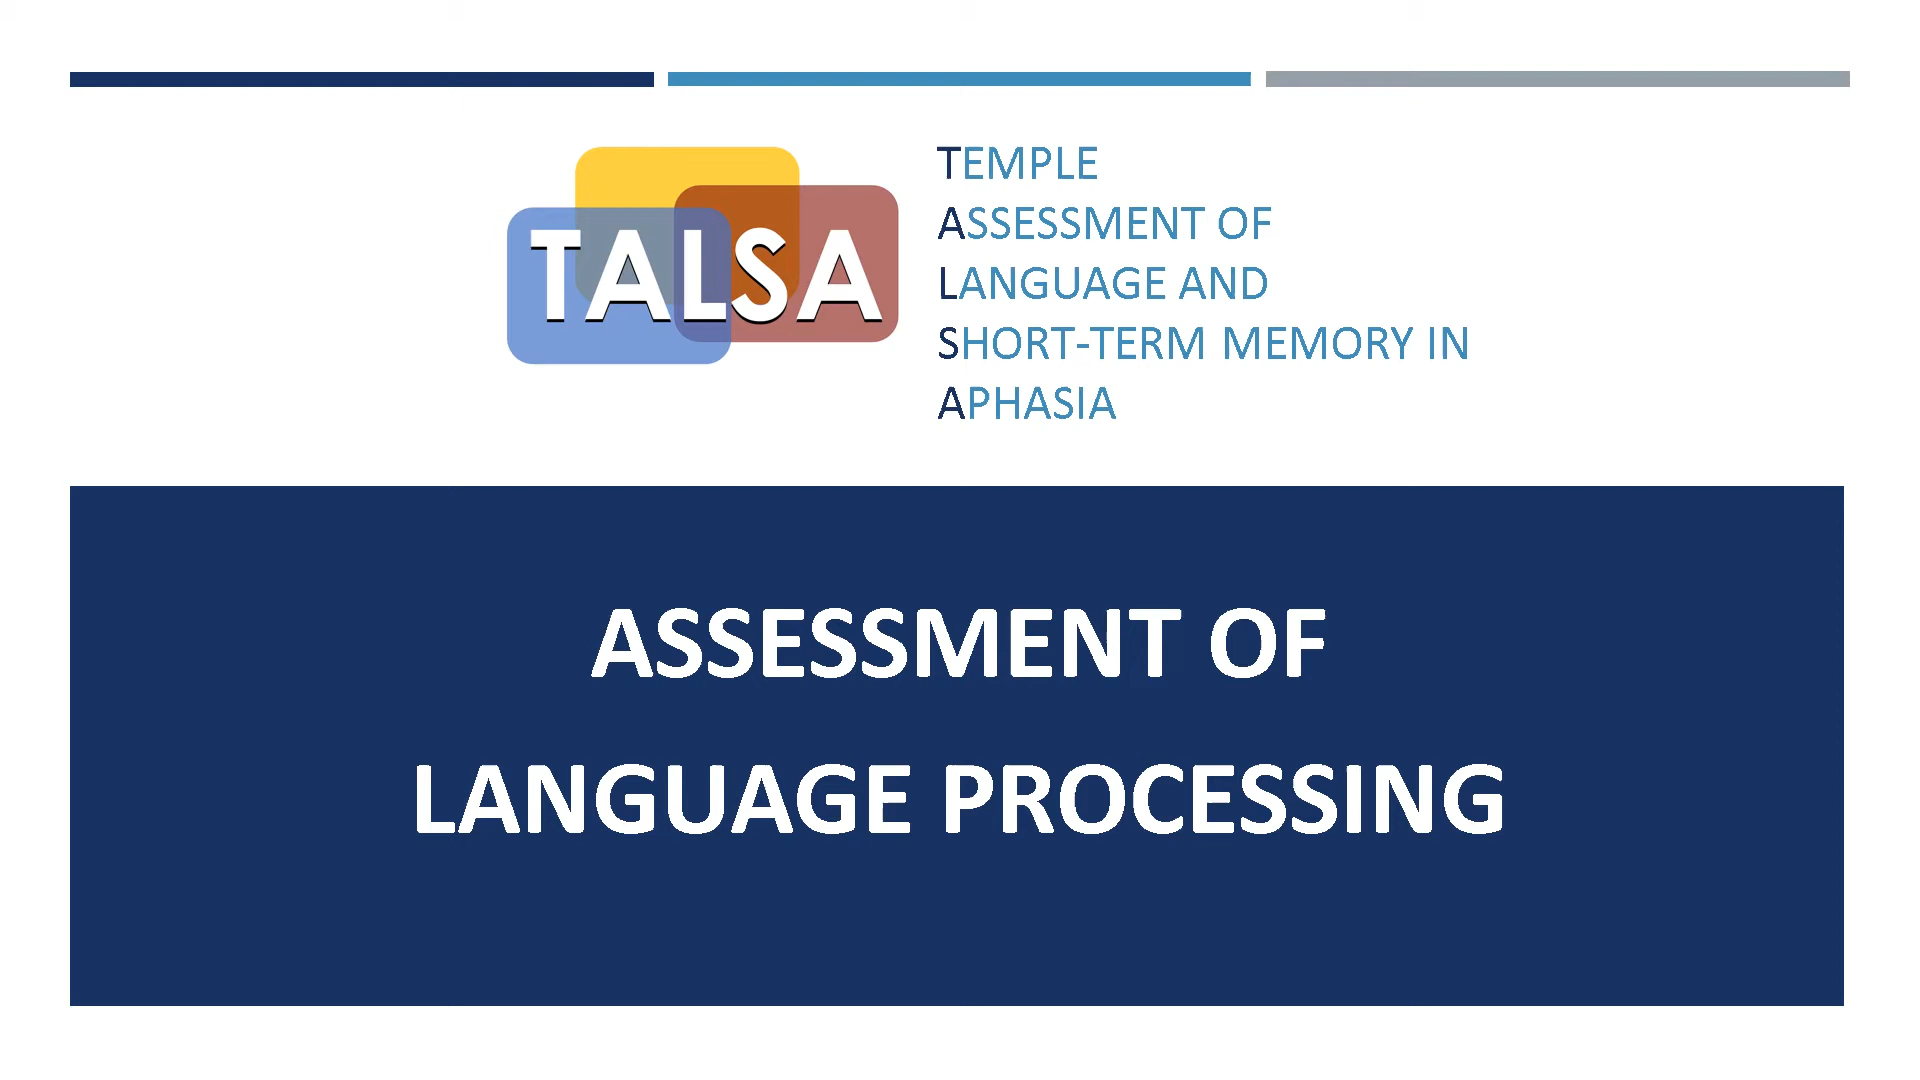 TALSA
TEMPLE
ASSESSMENT OF
LANGUAGE AND
SHORT-TERM MEMORY IN
APHASIA
ASSESSMENT OF
LANGUAGE PROCESSING